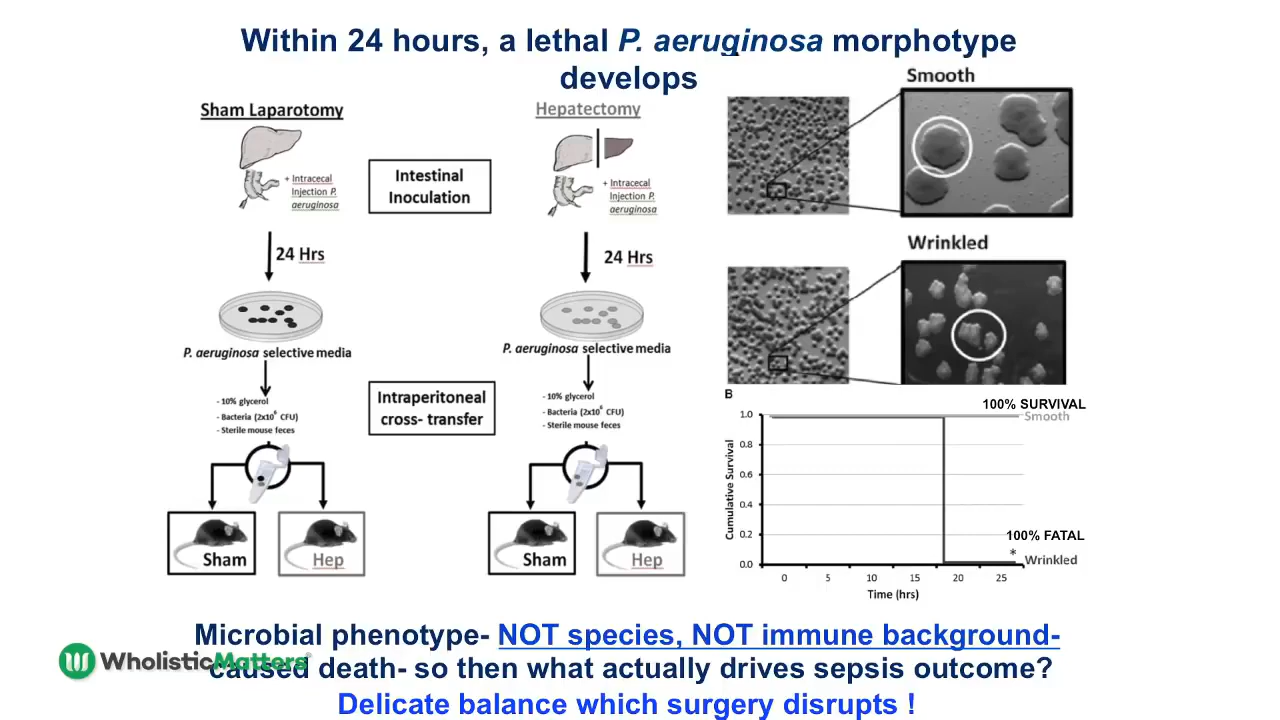 Within 24 hours, a lethal P. aeruginosa morphotype
develops
Sham Laparotomy
+ Intracecal
Injection P.
aeruginosa
Intestinal
Inoculation
Hepatectomy
+ Intracecal
Injection P.
aeruginosa
24 Hrs
24 Hrs
P. aeruginosa selective media
P. aeruginosa selective media
- 10% glycerol
- Bacteria (2x10^6 CFU)
- Sterile mouse feces
Intraperitoneal
cross- transfer
- 10% glycerol
- Bacteria (2x10^6 CFU)
- Sterile mouse feces
Sham
Hep
Sham
Hep
Smooth
Wrinkled
B
100% SURVIVAL
Smooth
1.0
0.8
0.6
0.4
0.2
0.0
Cumulative Survival
100% FATAL
*
Wrinkled
0 5 10 15 20 25
Time (hrs)
Microbial phenotype- NOT species, NOT immune background-
caused death- so then what actually drives sepsis outcome?
Delicate balance which surgery disrupts !
WholisticMatters®